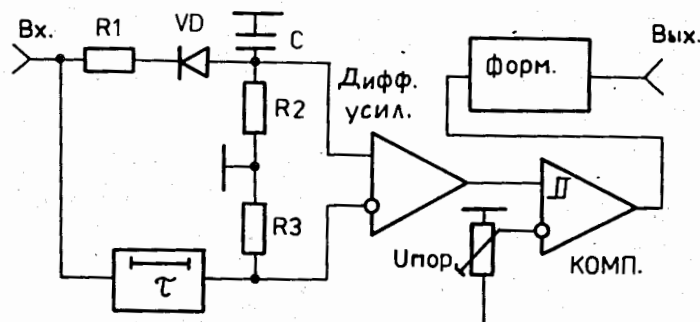 Вх.
R1
VD
C
Вых.
форм.
Дифф.
усил.
R2
R3
Uпор.
КОМП.
τ